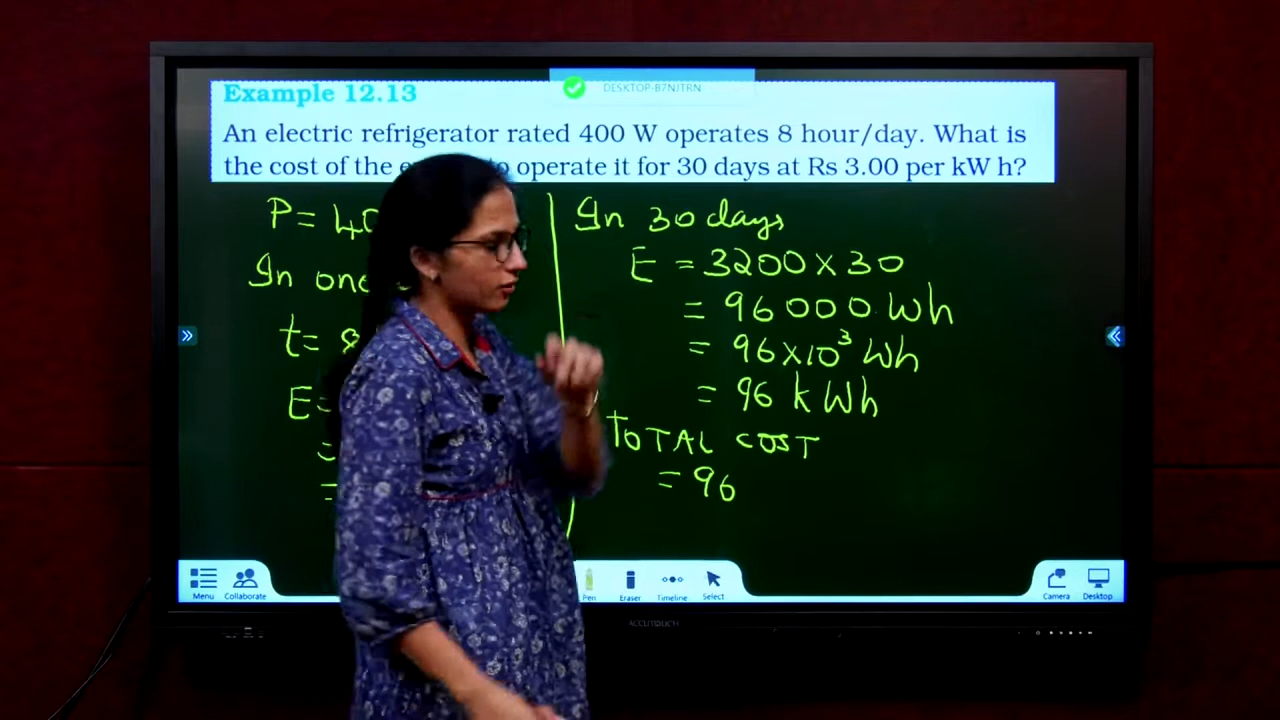 Example 12.13
DESKTOP-B7NJTRN
An electric refrigerator rated 400 W operates 8 hour/day. What is
the cost of the to operate it for 30 days at Rs 3.00 per kW h?
P = 40
In one
t = 8
E =
=
=
In 30 days
E = 3200 × 30
= 96000 Wh
= 96×10³ Wh
= 96 kWh
TOTAL COST
= 96
Menu Collaborate Pen Eraser Timeline Select Camera Desktop
ACCUTOUCH